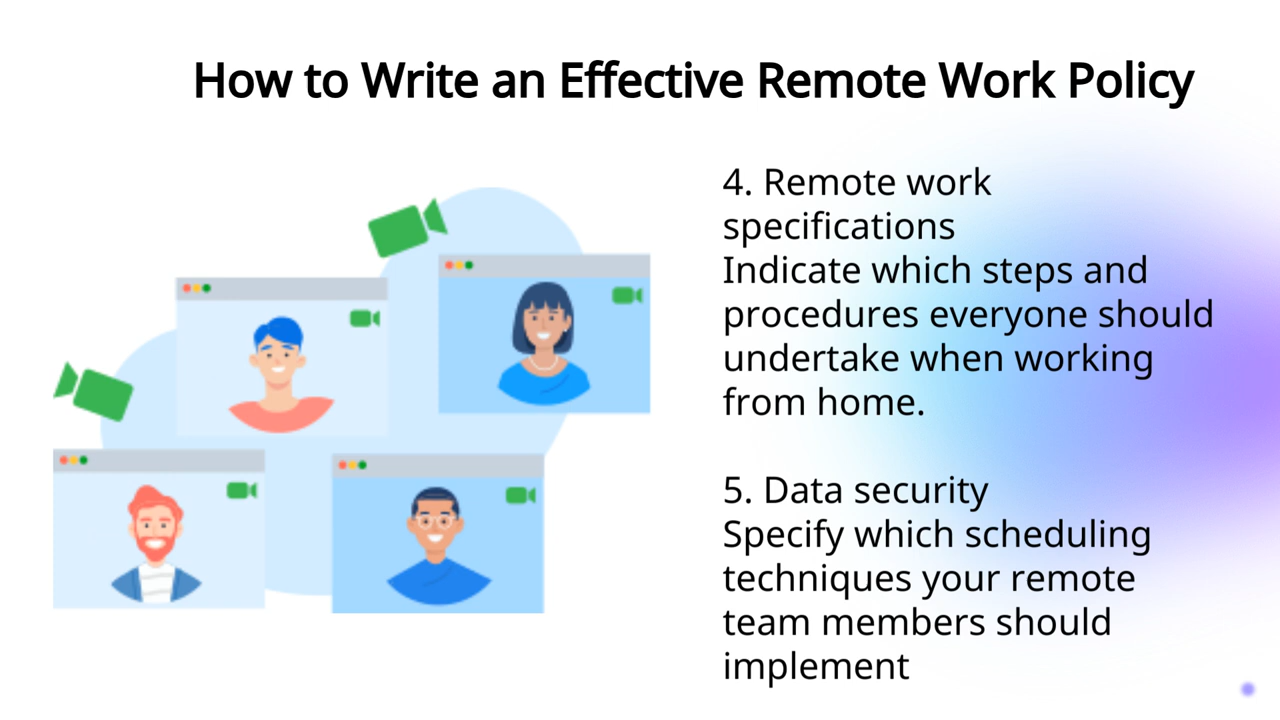 How to Write an Effective Remote Work Policy
4. Remote work
specifications
Indicate which steps and
procedures everyone should
undertake when working
from home.
5. Data security
Specify which scheduling
techniques your remote
team members should
implement